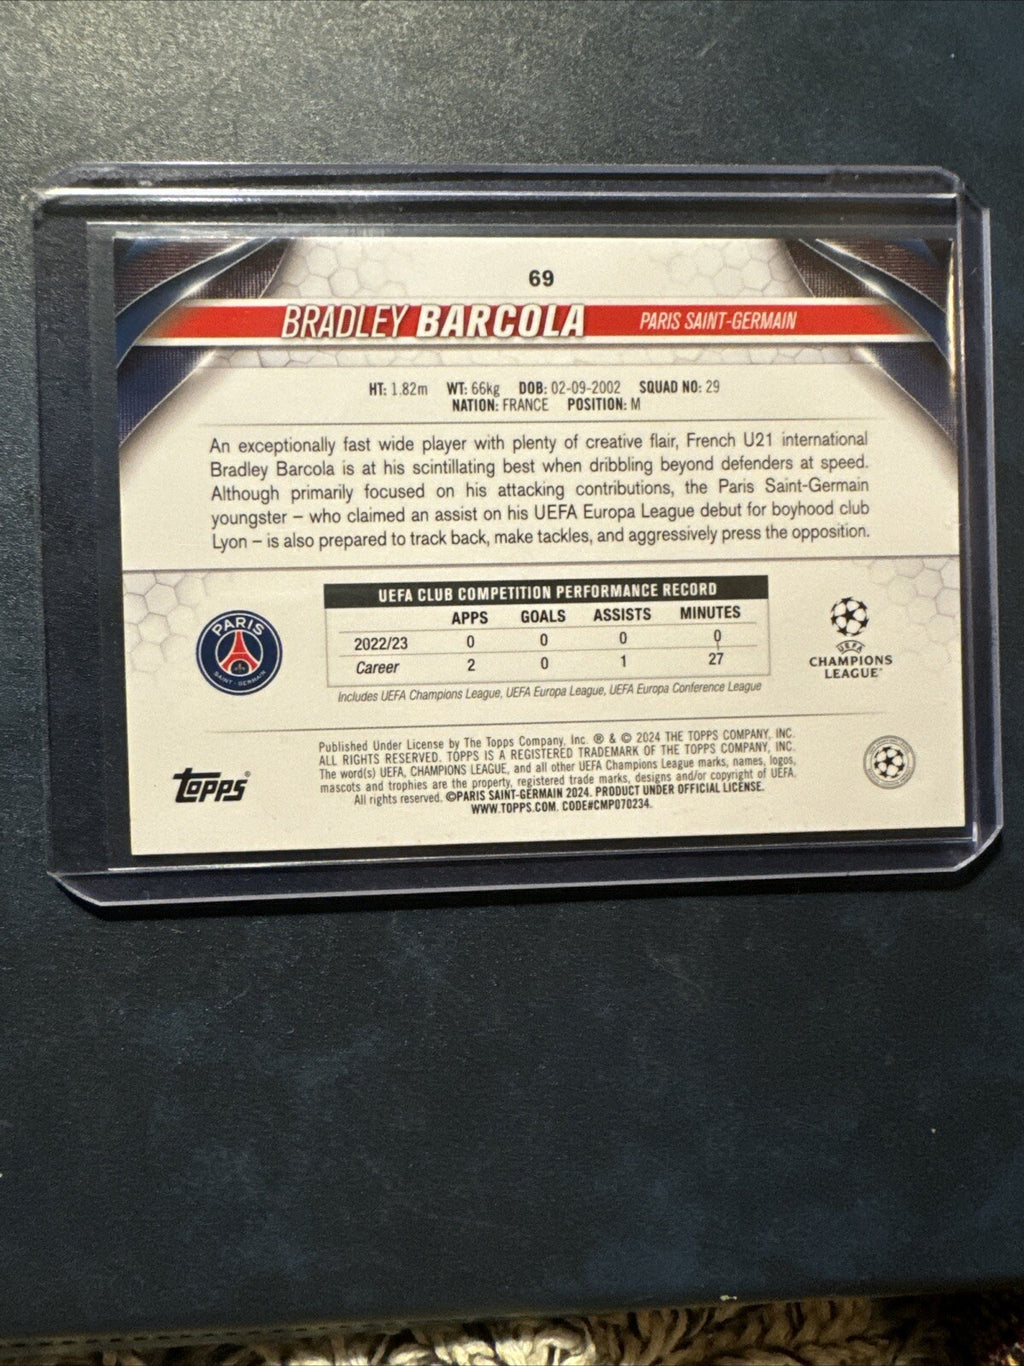 69
BRADLEY BARCOLA PARIS SAINT-GERMAIN
HT: 1.82m WT: 66kg DOB: 02-09-2002 SQUAD NO: 29
NATION: FRANCE POSITION: M
An exceptionally fast wide player with plenty of creative flair, French U21 international
Bradley Barcola is at his scintillating best when dribbling beyond defenders at speed.
Although primarily focused on his attacking contributions, the Paris Saint-Germain
youngster – who claimed an assist on his UEFA Europa League debut for boyhood club
Lyon – is also prepared to track back, make tackles, and aggressively press the opposition.
UEFA CLUB COMPETITION PERFORMANCE RECORD
APPS GOALS ASSISTS MINUTES
2022/23 0 0 0 0
Career 2 0 1 27
Includes UEFA Champions League, UEFA Europa League, UEFA Europa Conference League
PARIS
SAINT-GERMAIN
UEFA
CHAMPIONS
LEAGUE™
Published Under License by The Topps Company, Inc. ® & © 2024 THE TOPPS COMPANY, INC.
ALL RIGHTS RESERVED. TOPPS IS A REGISTERED TRADEMARK OF THE TOPPS COMPANY, INC.
The word(s) UEFA, CHAMPIONS LEAGUE, and all other UEFA Champions League marks, names, logos,
mascots and trophies are the property, registered trade marks, designs and/or copyright of UEFA.
All rights reserved. ©PARIS SAINT-GERMAIN 2024. PRODUCT UNDER OFFICIAL LICENSE.
WWW.TOPPS.COM. CODE#CMP070234.
TOPPS®